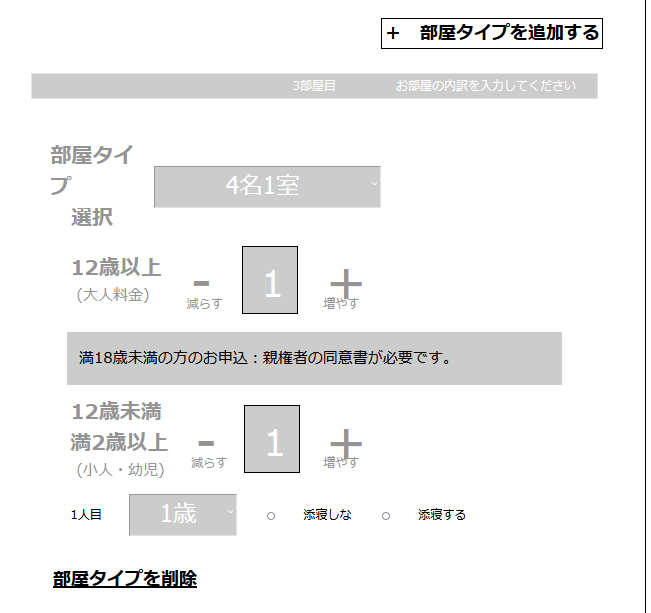 ＋　部屋タイプを追加する
3部屋目　お部屋の内訳を入力してください
部屋タイ
プ
選択
4名1室
12歳以上
(大人料金)
-
減らす
1
+
増やす
満18歳未満の方のお申込：親権者の同意書が必要です。
12歳未満
満2歳以上
(小人・幼児)
-
減らす
1
+
増やす
1人目
1歳
添寝しな
添寝する
部屋タイプを削除